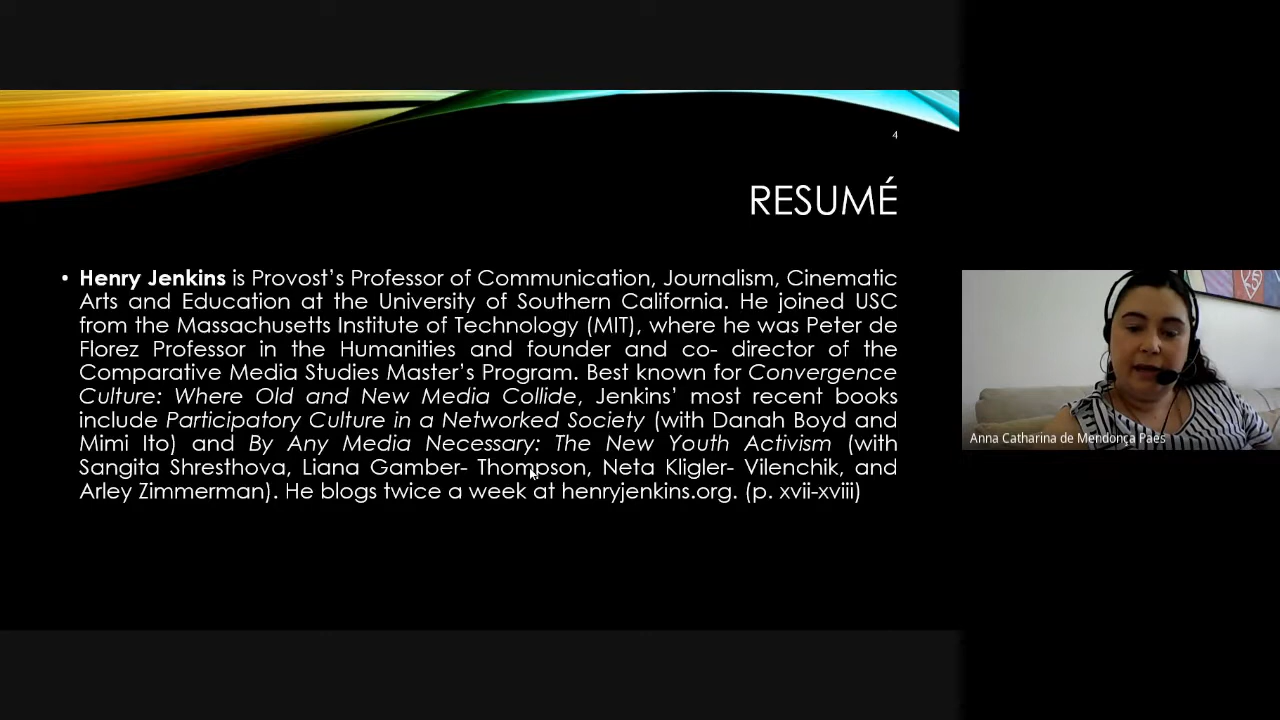 4
RESUMÉ
• Henry Jenkins is Provost's Professor of Communication, Journalism, Cinematic
Arts and Education at the University of Southern California. He joined USC
from the Massachusetts Institute of Technology (MIT), where he was Peter de
Florez Professor in the Humanities and founder and co- director of the
Comparative Media Studies Master's Program. Best known for Convergence
Culture: Where Old and New Media Collide, Jenkins' most recent books
include Participatory Culture in a Networked Society (with Danah Boyd and
Mimi Ito) and By Any Media Necessary: The New Youth Activism (with
Sangita Shresthova, Liana Gamber- Thompson, Neta Kligler- Vilenchik, and
Arley Zimmerman). He blogs twice a week at henryjenkins.org. (p. xvii-xviii)
Anna Catharina de Mendonça Paes